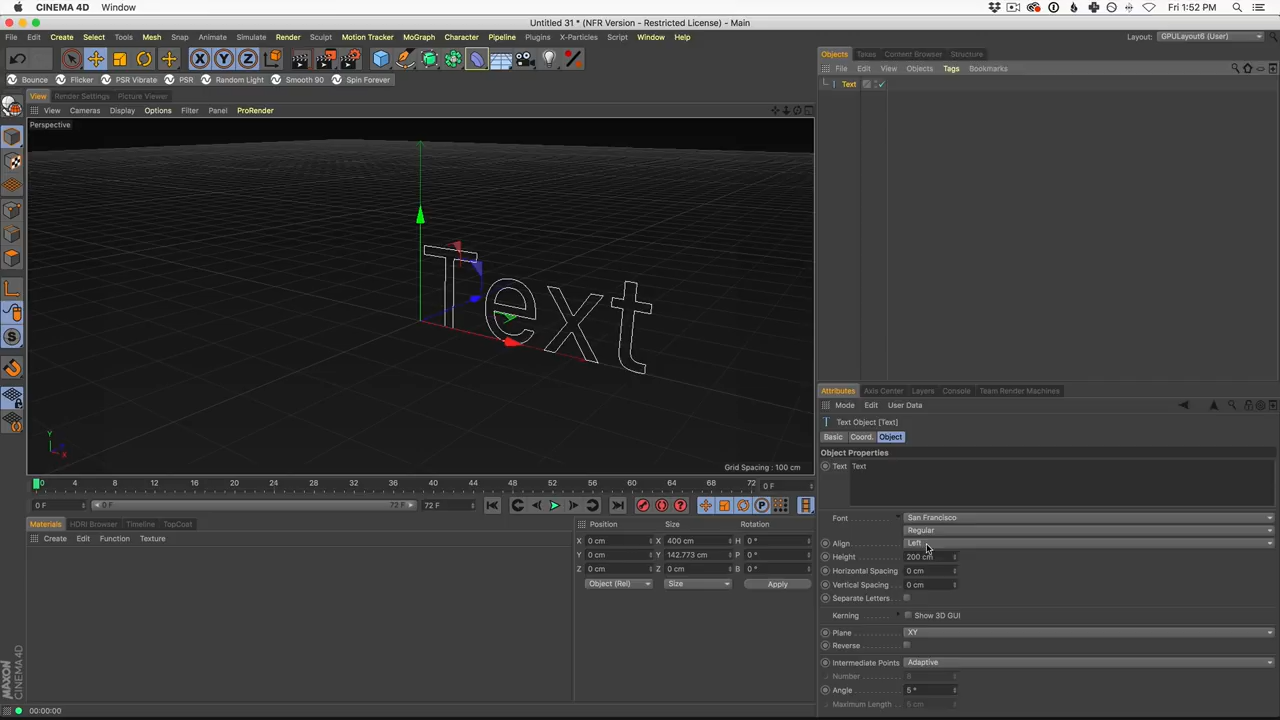 CINEMA 4D Window Fri 1:52 PM
Untitled 31 * (NFR Version - Restricted License) - Main
File Edit Create Select Tools Mesh Snap Animate Simulate Render Sculpt Motion Tracker MoGraph Character Pipeline Plugins X-Particles Script Window Help Layout: GPULayout6 (User)
X Y Z
Objects Takes Content Browser Structure
File Edit View Objects Tags Bookmarks
Bounce Flicker PSR Vibrate PSR Random Light Smooth 90 Spin Forever
Text
View Render Settings Picture Viewer
View Cameras Display Options Filter Panel ProRender
Perspective
Text
Y
X
Grid Spacing : 100 cm
0 4 8 12 16 20 24 28 32 36 40 44 48 52 56 60 64 68 72 0 F
0 F 0 F 72 F 72 F
Materials HDRI Browser Timeline TopCoat
Create Edit Function Texture
Position Size Rotation
X 0 cm X 400 cm H 0 °
Y 0 cm Y 142.773 cm P 0 °
Z 0 cm Z 0 cm B 0 °
Object (Rel) Size Apply
Attributes Axis Center Layers Console Team Render Machines
Mode Edit User Data
Text Object [Text]
Basic Coord. Object
Object Properties
Text Text
Font San Francisco
Regular
Align Left
Height 200 cm
Horizontal Spacing 0 cm
Vertical Spacing 0 cm
Separate Letters
Kerning Show 3D GUI
Plane XY
Reverse
Intermediate Points Adaptive
Number 8
Angle 5 °
Maximum Length 5 cm
MAXON CINEMA 4D
00:00:00